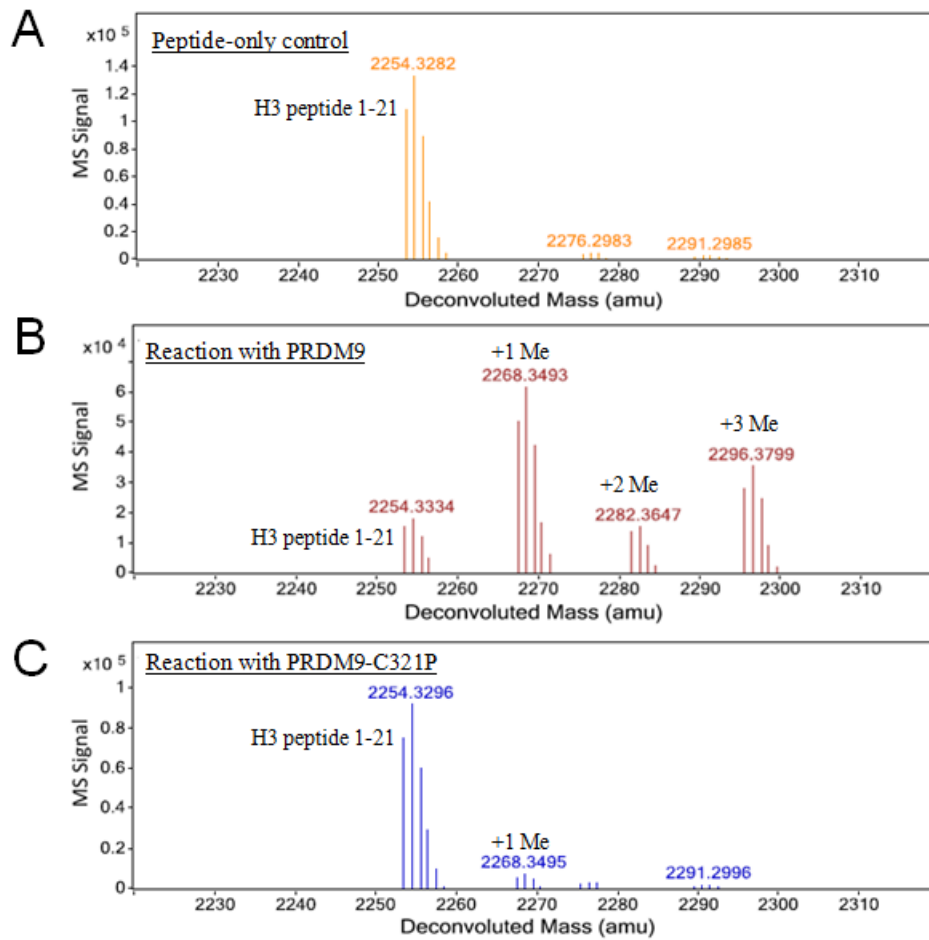 A
x10 5
Peptide-only control
2254.3282
1.4
1.2
H3 peptide 1-21
1
0.8
0.6
0.4
0.2
0
2276.2983
2291.2985
MS Signal
2230 2240 2250 2260 2270 2280 2290 2300 2310
Deconvoluted Mass (amu)
B
x10 4
Reaction with PRDM9
+1 Me
2268.3493
6
5
+3 Me
2296.3799
4
3
+2 Me
2282.3647
2254.3334
2
H3 peptide 1-21
1
0
MS Signal
2230 2240 2250 2260 2270 2280 2290 2300 2310
Deconvoluted Mass (amu)
C
x10 5
Reaction with PRDM9-C321P
2254.3296
1
H3 peptide 1-21
0.8
0.6
0.4
+1 Me
0.2
2268.3495
2291.2996
0
MS Signal
2230 2240 2250 2260 2270 2280 2290 2300 2310
Deconvoluted Mass (amu)